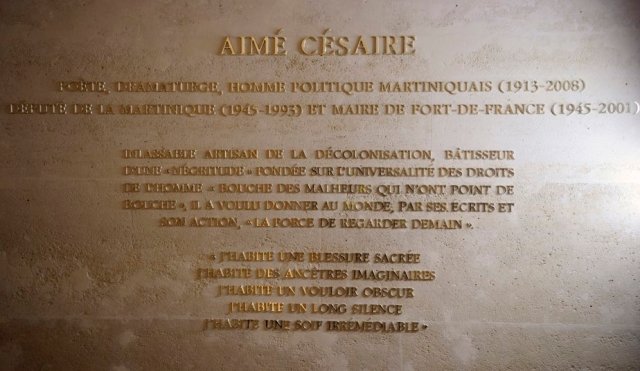 AIMÉ CÉSAIRE
POÈTE, DRAMATURGE, HOMME POLITIQUE MARTINIQUAIS (1913-2008)
DÉPUTÉ DE LA MARTINIQUE (1945-1993) ET MAIRE DE FORT-DE-FRANCE (1945-2001)
INLASSABLE ARTISAN DE LA DÉCOLONISATION, BÂTISSEUR
D'UNE « NÉGRITUDE » FONDÉE SUR L'UNIVERSALITÉ DES DROITS
DE L'HOMME « BOUCHE DES MALHEURS QUI N'ONT POINT DE
BOUCHE », IL A VOULU DONNER AU MONDE, PAR SES ÉCRITS ET
SON ACTION, « LA FORCE DE REGARDER DEMAIN ».
« J'HABITE UNE BLESSURE SACRÉE
J'HABITE DES ANCÊTRES IMAGINAIRES
J'HABITE UN VOULOIR OBSCUR
J'HABITE UN LONG SILENCE
J'HABITE UNE SOIF IRRÉMÉDIABLE »